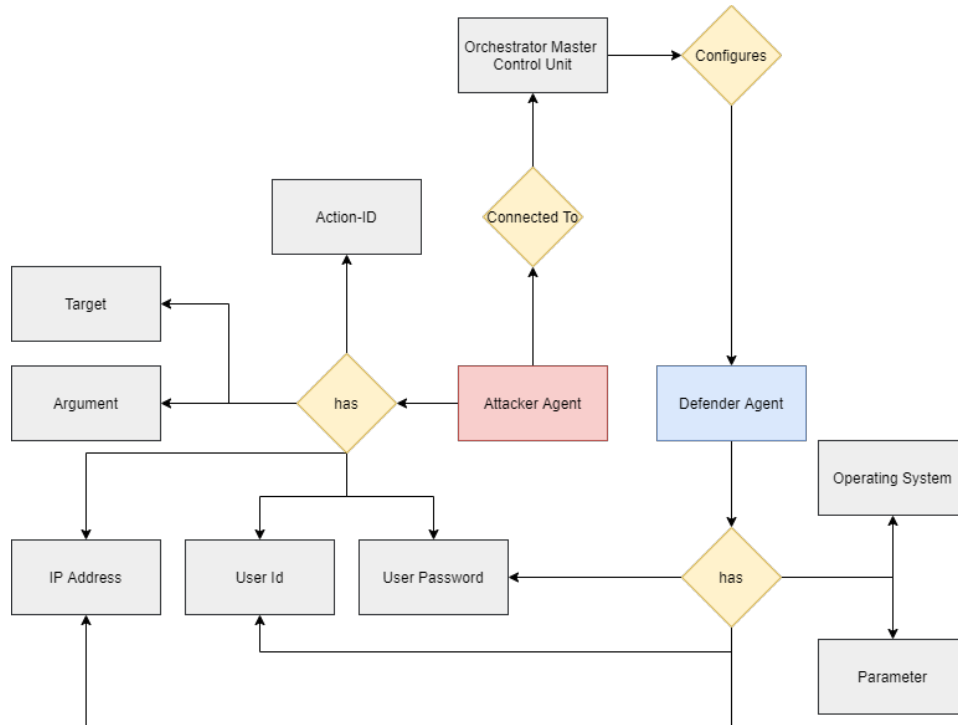 Orchestrator Master
Control Unit
Configures
Connected To
Action-ID
Target
Argument
has
Attacker Agent
Defender Agent
Operating System
IP Address
User Id
User Password
has
Parameter